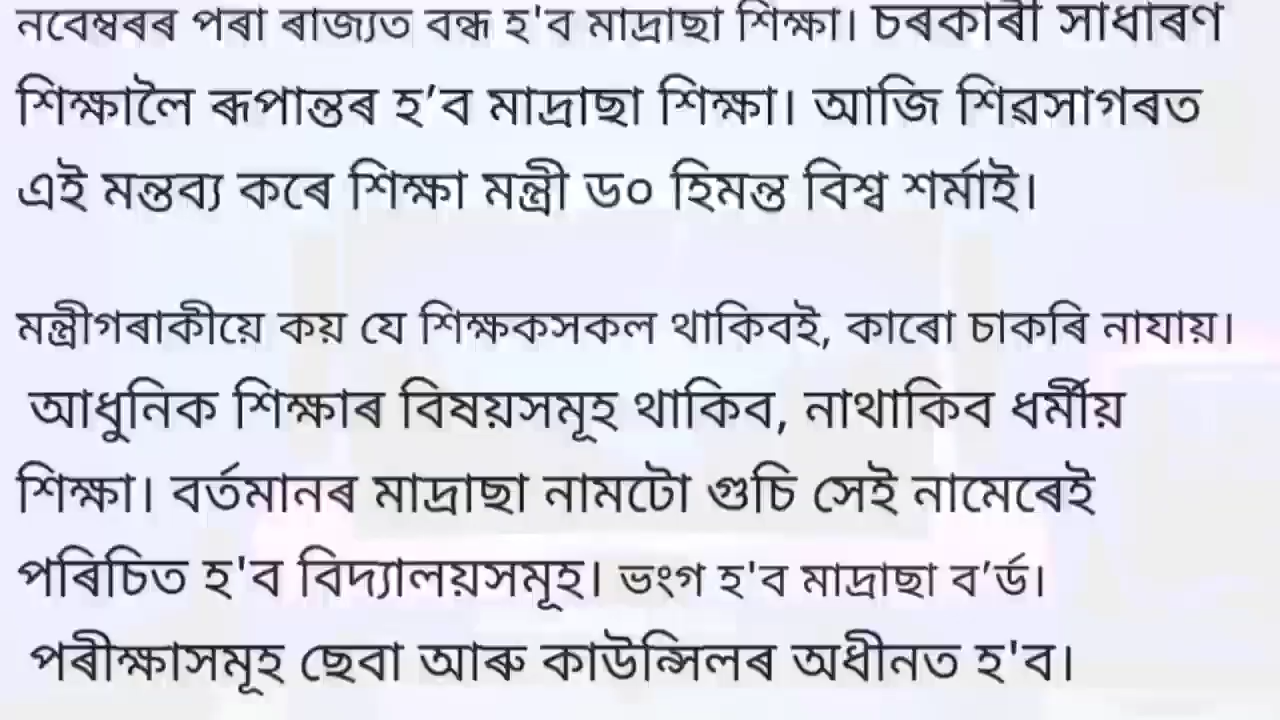 নবেম্বৰৰ পৰা ৰাজ্যত বন্ধ হ'ব মাদ্ৰাছা শিক্ষা। চৰকাৰী সাধাৰণ
শিক্ষালৈ ৰূপান্তৰ হ’ব মাদ্ৰাছা শিক্ষা। আজি শিৱসাগৰত
এই মন্তব্য কৰে শিক্ষা মন্ত্ৰী ড০ হিমন্ত বিশ্ব শৰ্মাই।
মন্ত্ৰীগৰাকীয়ে কয় যে শিক্ষকসকল থাকিবই, কাৰো চাকৰি নাযায়।
আধুনিক শিক্ষাৰ বিষয়সমূহ থাকিব, নাথাকিব ধৰ্মীয়
শিক্ষা। বৰ্তমানৰ মাদ্ৰাছা নামটো গুচি সেই নামেৰেই
পৰিচিত হ'ব বিদ্যালয়সমূহ। ভংগ হ'ব মাদ্ৰাছা ব’ৰ্ড।
পৰীক্ষাসমূহ ছেবা আৰু কাউন্সিলৰ অধীনত হ'ব।